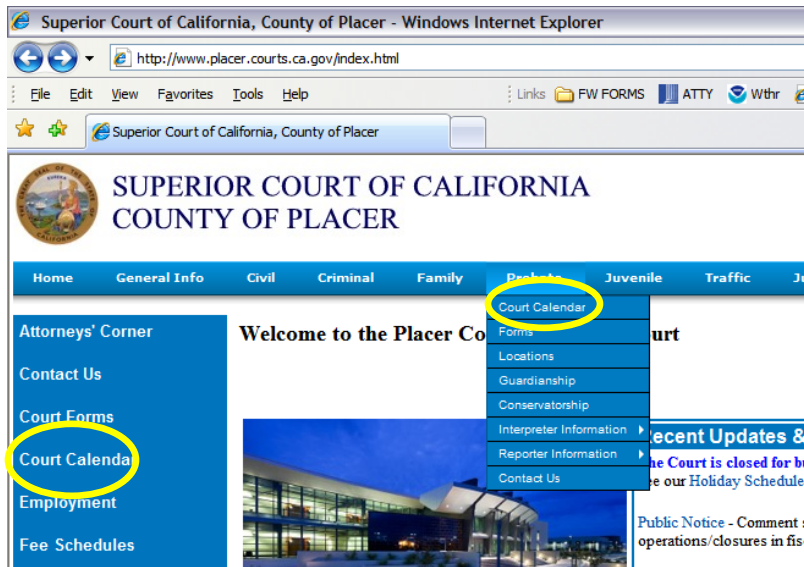 Superior Court of California, County of Placer - Windows Internet Explorer
http://www.placer.courts.ca.gov/index.html
File Edit View Favorites Tools Help
Links FW FORMS ATTY Wthr
Superior Court of California, County of Placer
SUPERIOR COURT OF CALIFORNIA
COUNTY OF PLACER
Home General Info Civil Criminal Family Probate Juvenile Traffic
Court Calendar
Forms
Locations
Guardianship
Conservatorship
Interpreter Information
Reporter Information
Contact Us
Attorneys' Corner
Contact Us
Court Forms
Court Calendar
Employment
Fee Schedules
Welcome to the Placer Co urt
ecent Updates &
he Court is closed for b
ee our Holiday Schedule
Public Notice - Comment s
operations/closures in fis